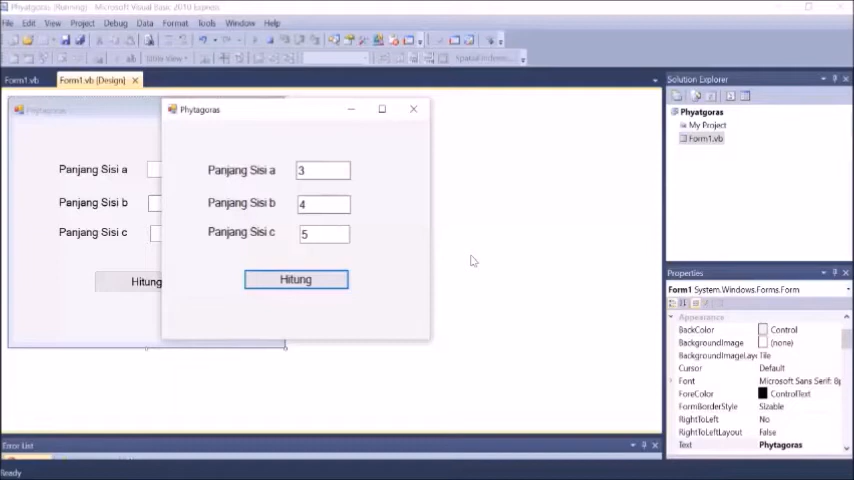 Phyatgoras (Running) - Microsoft Visual Basic 2010 Express
File Edit View Project Debug Data Format Tools Window Help
Form1.vb Form1.vb [Design]
Solution Explorer
Phyatgoras
My Project
Form1.vb
Phytagoras
Panjang Sisi a
Panjang Sisi b
Panjang Sisi c
Hitung
Phytagoras
Panjang Sisi a 3
Panjang Sisi b 4
Panjang Sisi c 5
Hitung
Properties
Form1 System.Windows.Forms.Form
Appearance
BackColor Control
BackgroundImage (none)
BackgroundImageLay Tile
Cursor Default
Font Microsoft Sans Serif; 8p
ForeColor ControlText
FormBorderStyle Sizable
RightToLeft No
RightToLeftLayout False
Text Phytagoras
Error List
Ready